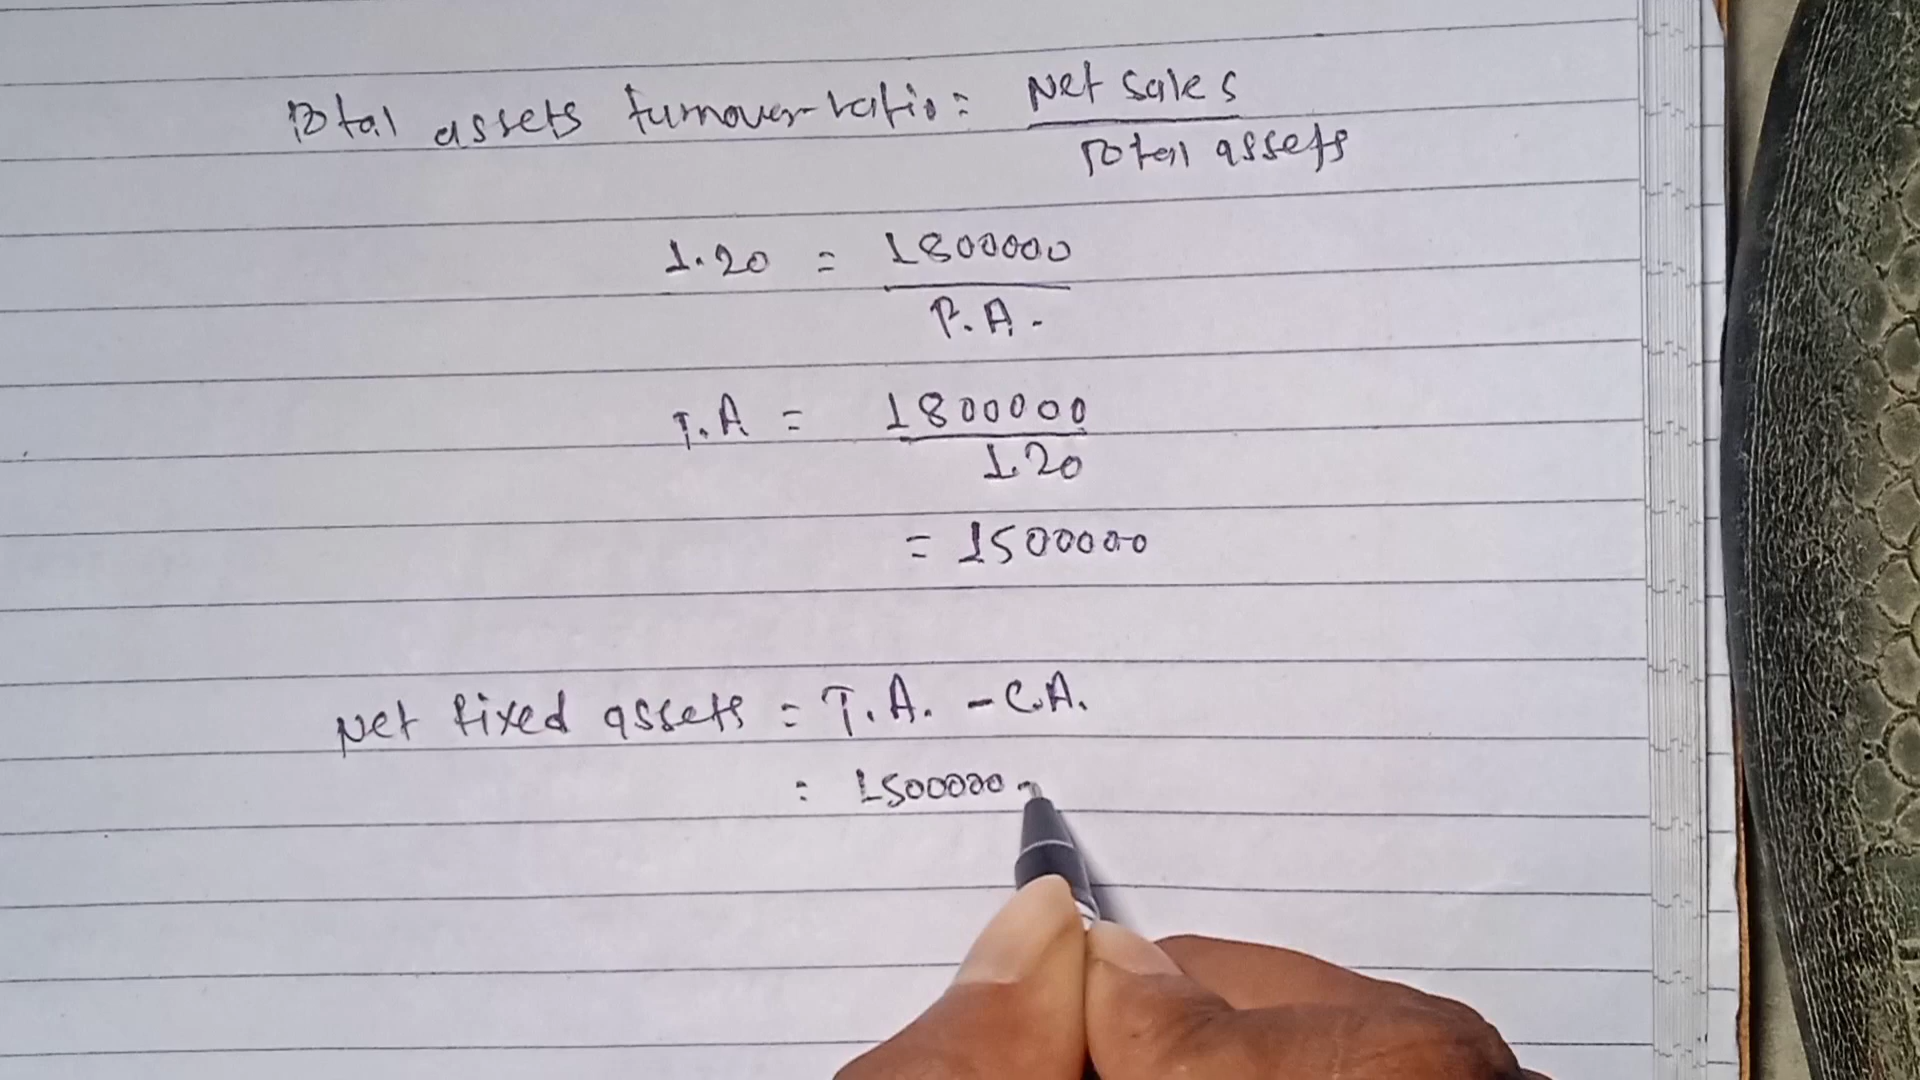 Total assets turnover ratio = Net sales
Total assets
1.20 = 1800000
T.A.
T.A = 1800000
1.20
= 1500000
Net fixed assets = T.A. - C.A.
= 1500000 -